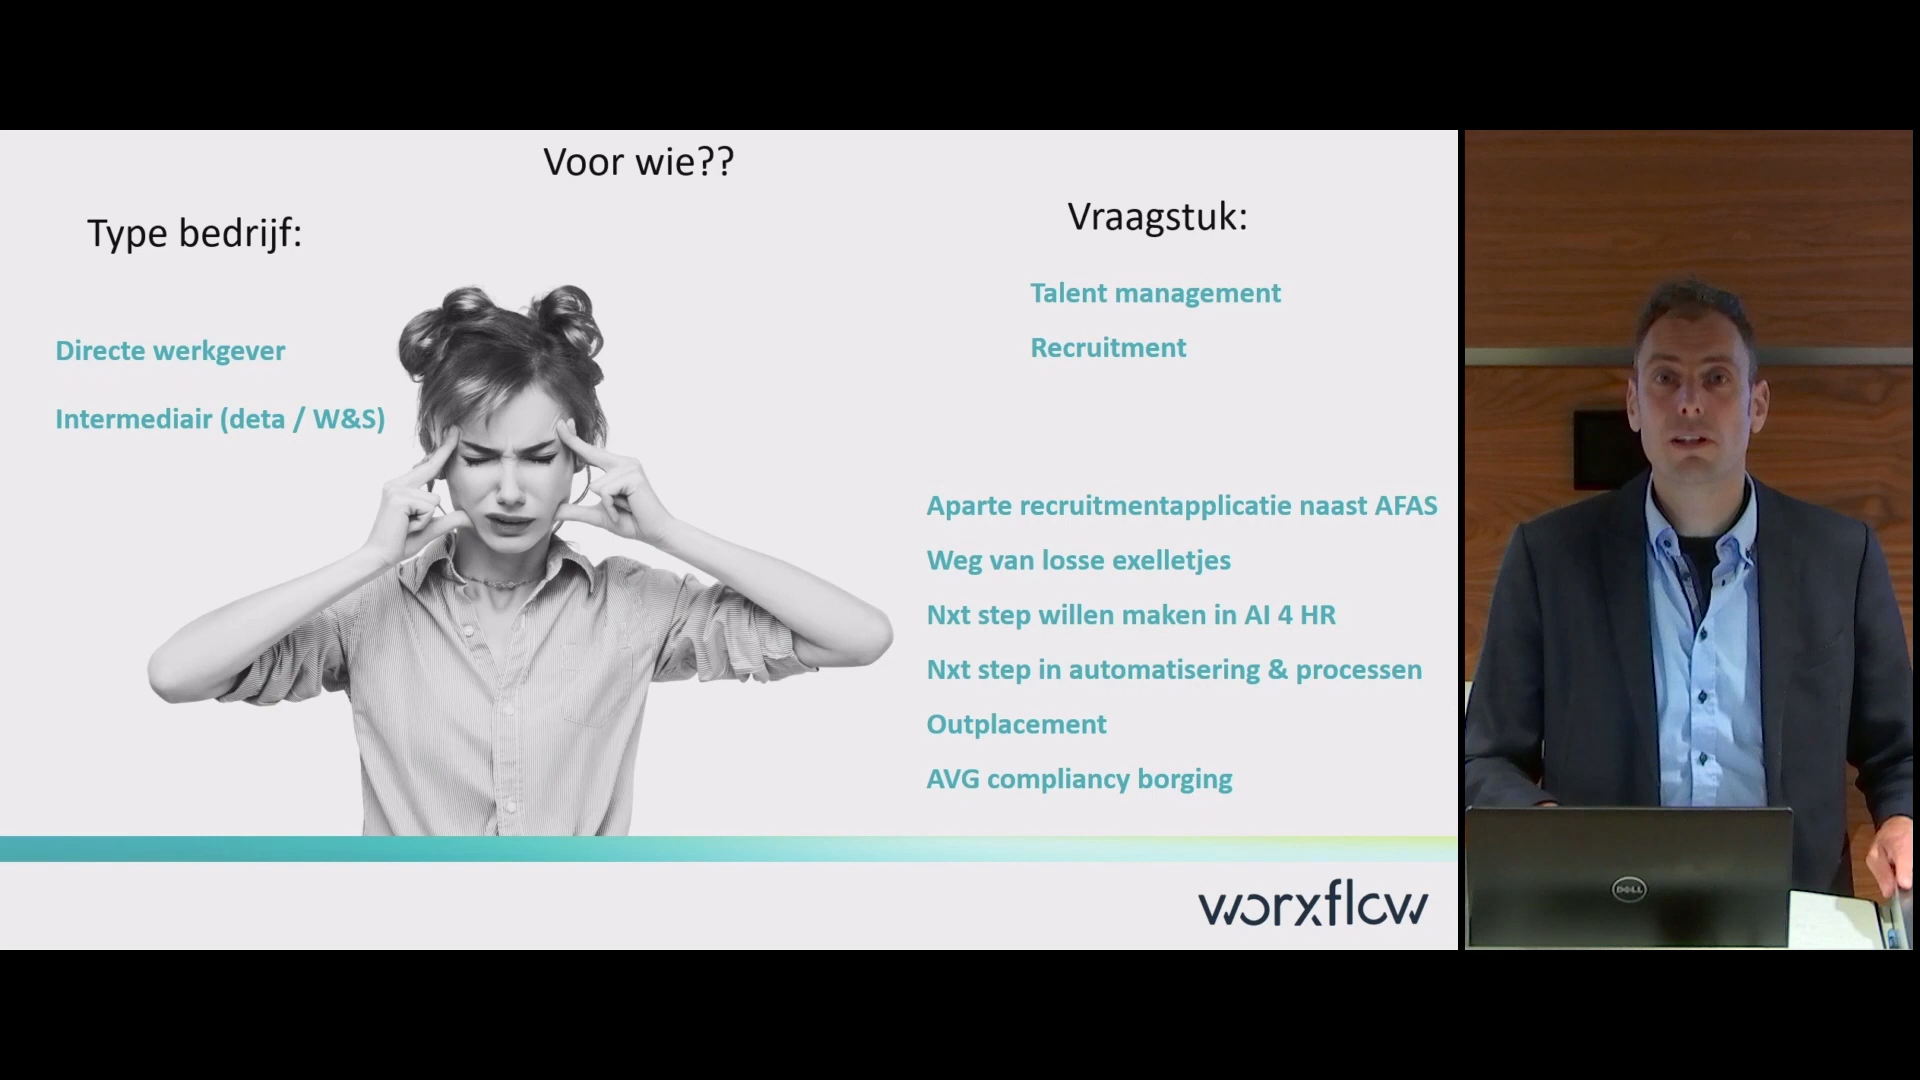 Voor wie??
Type bedrijf:
Directe werkgever
Intermediair (deta / W&S)
Vraagstuk:
Talent management
Recruitment
Aparte recruitmentapplicatie naast AFAS
Weg van losse exelletjes
Nxt step willen maken in AI 4 HR
Nxt step in automatisering & processen
Outplacement
AVG compliancy borging
worxflow
DELL